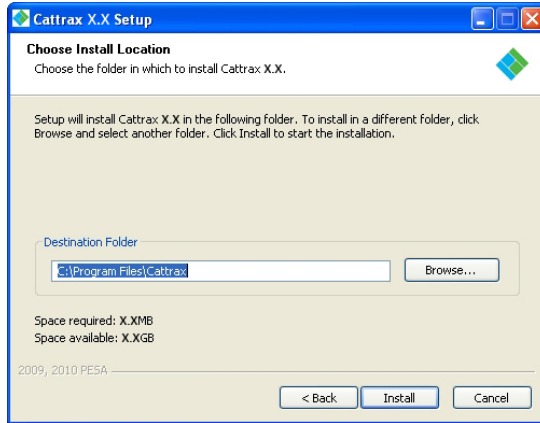 Cattrax X.X Setup
Choose Install Location
Choose the folder in which to install Cattrax X.X.
Setup will install Cattrax X.X in the following folder. To install in a different folder, click
Browse and select another folder. Click Install to start the installation.
Destination Folder
C:\Program Files\Cattrax
Browse...
Space required: X.XMB
Space available: X.XGB
2009, 2010 PESA
< Back
Install
Cancel